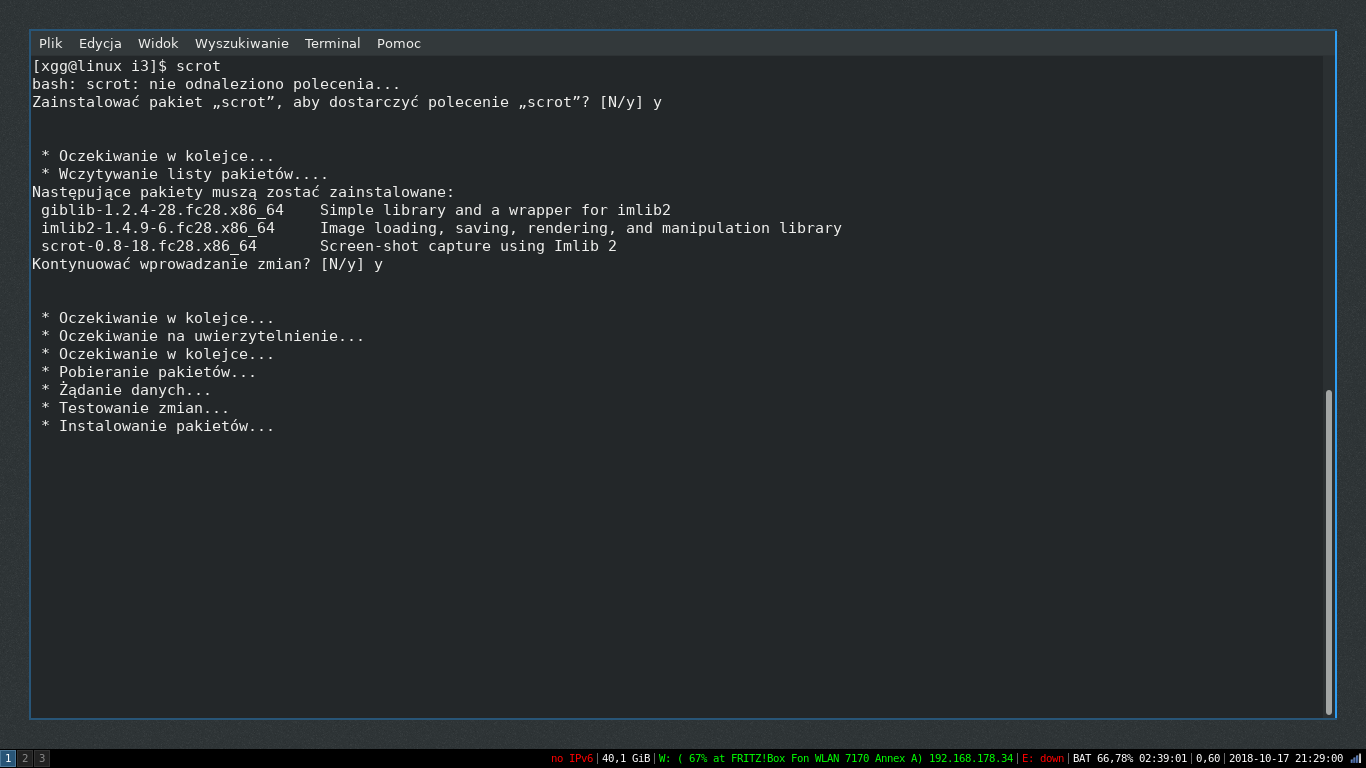 Plik Edycja Widok Wyszukiwanie Terminal Pomoc
[xgg@linux i3]$ scrot
bash: scrot: nie odnaleziono polecenia...
Zainstalować pakiet „scrot”, aby dostarczyć polecenie „scrot”? [N/y] y
* Oczekiwanie w kolejce...
* Wczytywanie listy pakietów....
Następujące pakiety muszą zostać zainstalowane:
giblib-1.2.4-28.fc28.x86_64 Simple library and a wrapper for imlib2
imlib2-1.4.9-6.fc28.x86_64 Image loading, saving, rendering, and manipulation library
scrot-0.8-18.fc28.x86_64 Screen-shot capture using Imlib 2
Kontynuować wprowadzanie zmian? [N/y] y
* Oczekiwanie w kolejce...
* Oczekiwanie na uwierzytelnienie...
* Oczekiwanie w kolejce...
* Pobieranie pakietów...
* Żądanie danych...
* Testowanie zmian...
* Instalowanie pakietów...
1 2 3 no IPv6|40,1 GiB|W: ( 67% at FRITZ!Box Fon WLAN 7170 Annex A) 192.168.178.34|E: down|BAT 66,78% 02:39:01|0,60|2018-10-17 21:29:00